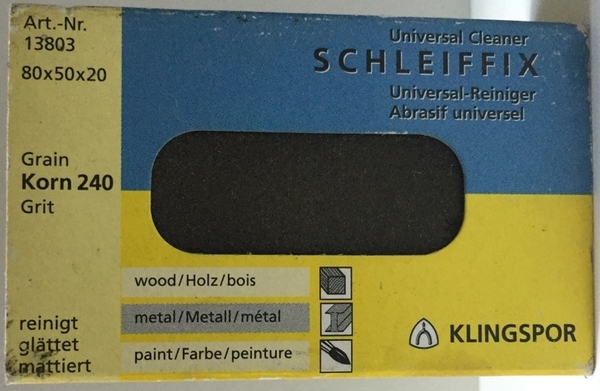 Art.-Nr.
13803
80x50x20
Universal Cleaner
SCHLEIFFIX
Universal-Reiniger
Abrasif universel
Grain
Korn 240
Grit
wood/Holz/bois
metal/Metall/métal
paint/Farbe/peinture
reinigt
glättet
mattiert
KLINGSPOR